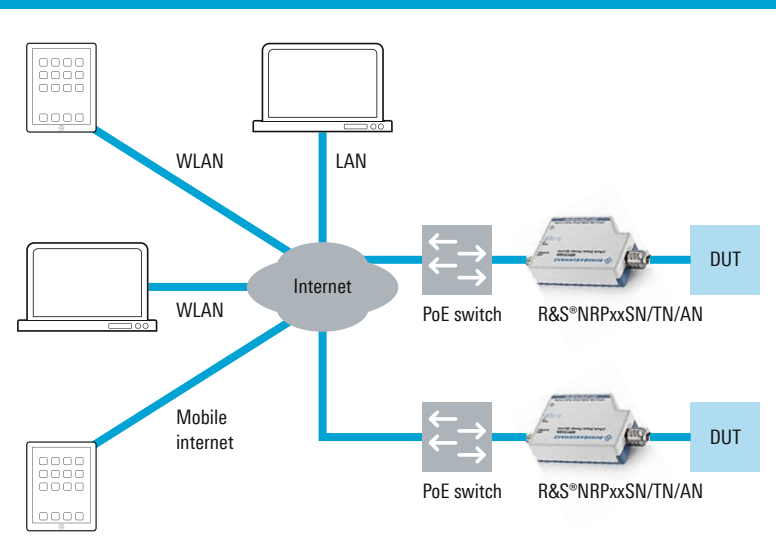 WLAN
LAN
WLAN
Internet
DUT
PoE switch
R&S®NRPxxSN/TN/AN
Mobile
internet
DUT
PoE switch
R&S®NRPxxSN/TN/AN